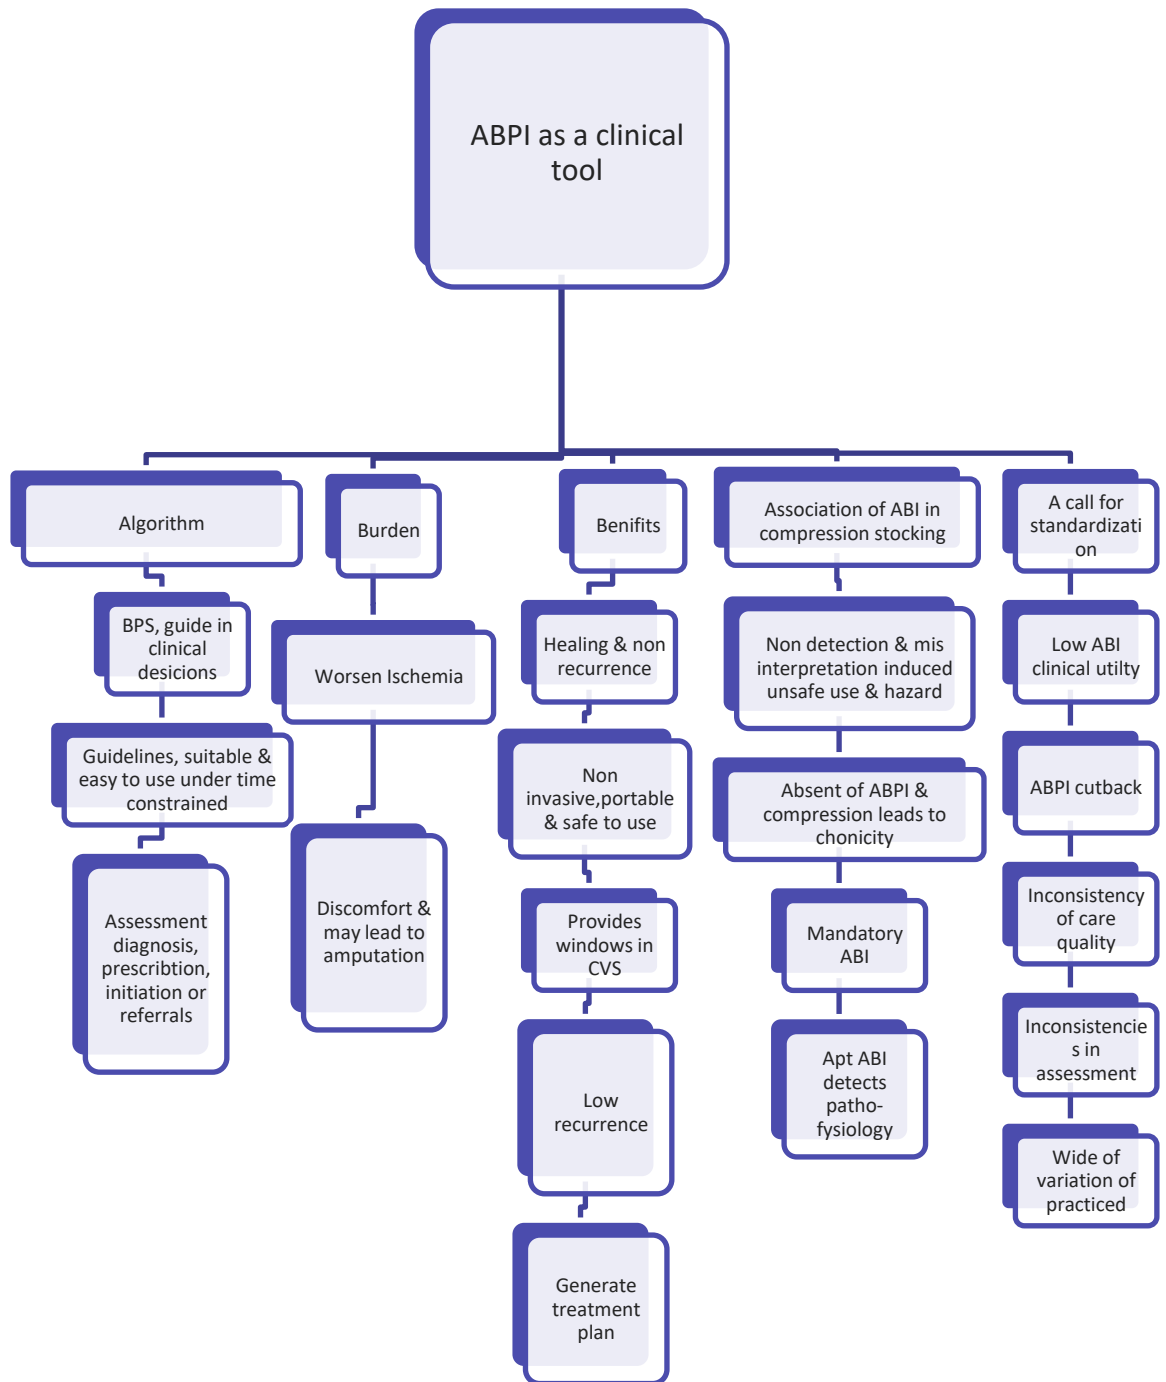 ABPI as a clinical
tool
Algorithm
BPS, guide in
clinical
desicions
Guidelines, suitable &
easy to use under time
constrained
Assessment
diagnosis,
prescribtion,
initiation or
referrals
Burden
Worsen Ischemia
Discomfort &
may lead to
amputation
Benifits
Healing & non
recurrence
Non
invasive,portable
& safe to use
Provides
windows in
CVS
Low
recurrence
Generate
treatment
plan
Association of ABI in
compression stocking
Non detection & mis
interpretation induced
unsafe use & hazard
Absent of ABPI &
compression leads to
chonicity
Mandatory
ABI
Apt ABI
detects
patho-
fysiology
A call for
standardizati
on
Low ABI
clinical utilty
ABPI cutback
Inconsistency
of care
quality
Inconsistencie
s in
assessment
Wide of
variation of
practiced